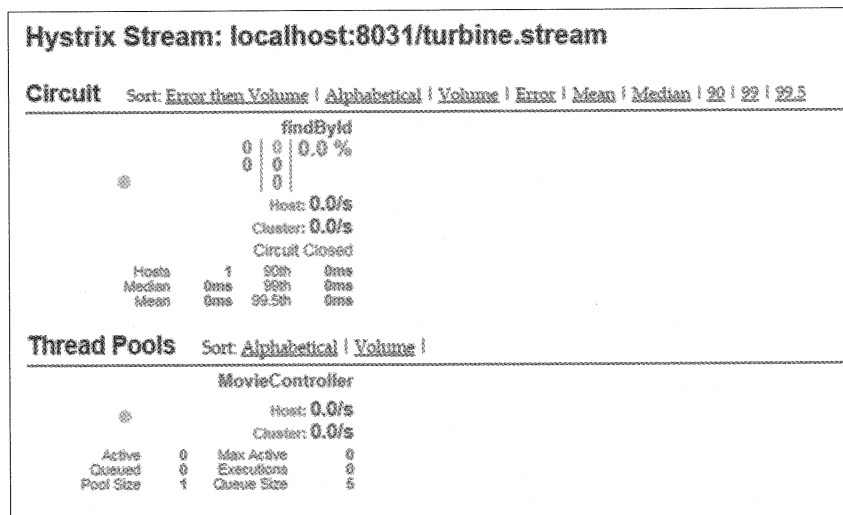 Hystrix Stream: localhost:8031/turbine.stream
Circuit Sort: Error then Volume | Alphabetical | Volume | Error | Mean | Median | 90 | 99 | 99.5
findById
0 | 0 | 0.0 %
0 | 0
0
Host: 0.0/s
Cluster: 0.0/s
Circuit Closed
Hosts 1 90th 0ms
Median 0ms 99th 0ms
Mean 0ms 99.5th 0ms
Thread Pools Sort: Alphabetical | Volume |
MovieController
Host: 0.0/s
Cluster: 0.0/s
Active 0 Max Active 0
Queued 0 Executions 0
Pool Size 1 Queue Size 5